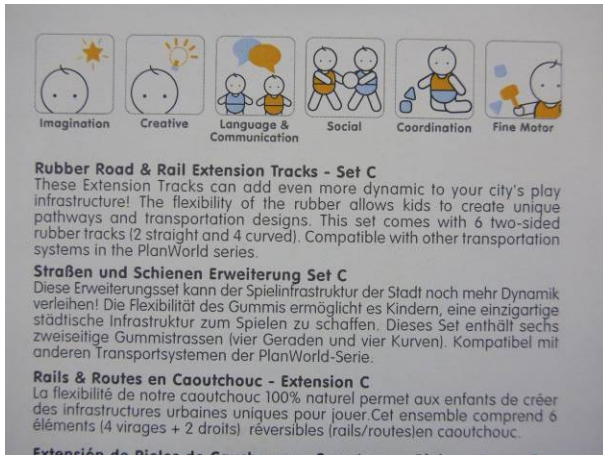 Imagination Creative Language & Communication Social Coordination Fine Motor
Rubber Road & Rail Extension Tracks - Set C
These Extension Tracks can add even more dynamic to your city's play
infrastructure! The flexibility of the rubber allows kids to create unique
pathways and transportation designs. This set comes with 6 two-sided
rubber tracks (2 straight and 4 curved). Compatible with other transportation
systems in the PlanWorld series.
Straßen und Schienen Erweiterung Set C
Diese Erweiterungsset kann der Spielinfrastruktur der Stadt noch mehr Dynamik
verleihen! Die Flexibilität des Gummis ermöglicht es Kindern, eine einzigartige
städtische Infrastruktur zum Spielen zu schaffen. Dieses Set enthält sechs
zweiseitige Gummistrassen (vier Geraden und vier Kurven). Kompatibel mit
anderen Transportsystemen der PlanWorld-Serie.
Rails & Routes en Caoutchouc - Extension C
La flexibilité de notre caoutchouc 100% naturel permet aux enfants de créer
des infrastructures urbaines uniques pour jouer.Cet ensemble comprend 6
éléments (4 virages + 2 droits) réversibles (rails/routes)en caoutchouc.